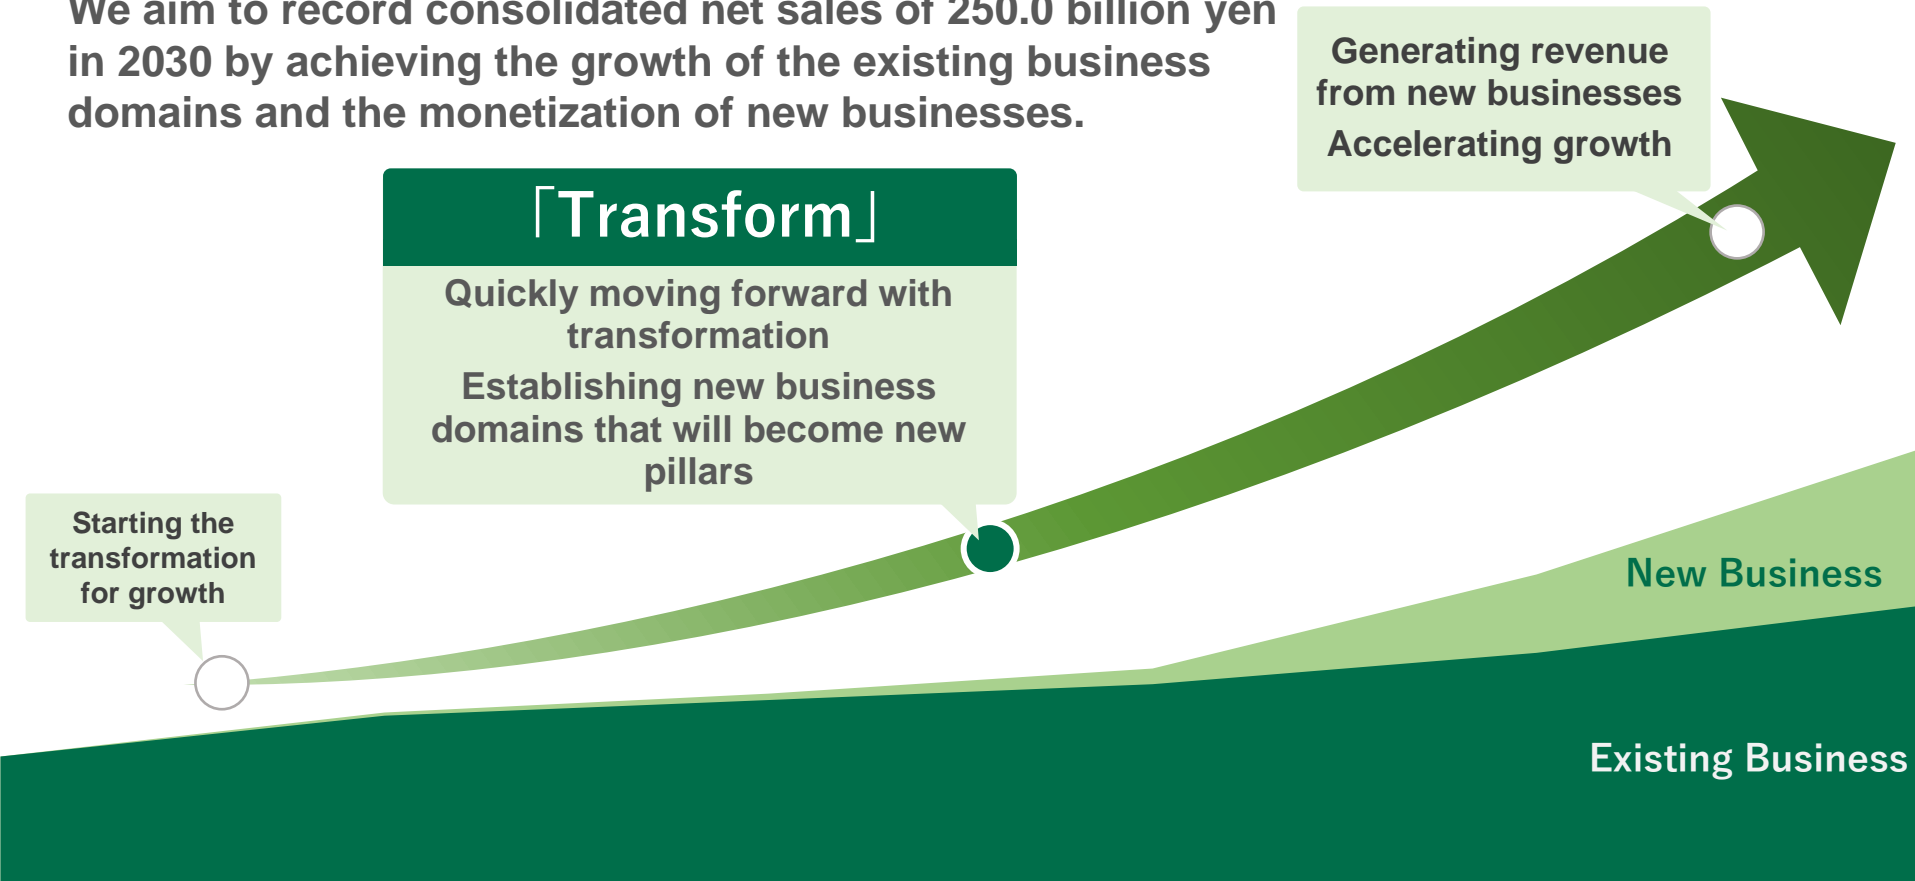 We aim to record consolidated net sales of 250.0 billion yen
in 2030 by achieving the growth of the existing business
domains and the monetization of new businesses.
Generating revenue
from new businesses
Accelerating growth
「Transform」
Quickly moving forward with
transformation
Establishing new business
domains that will become new
pillars
Starting the
transformation
for growth
New Business
Existing Business